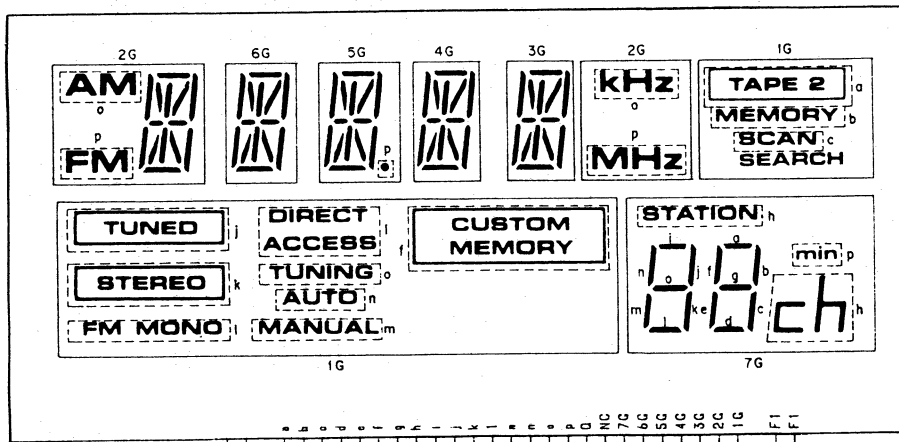 2G 6G 5G 4G 3G 2G 1G
AM kHz TAPE 2 a
o o MEMORY b
p p p SCAN c
FM MHz SEARCH
TUNED j DIRECT l CUSTOM STATION h
ACCESS f MEMORY
STEREO k TUNING o min p
AUTO n
FM MONO l MANUAL m ch h
j a
n o j f g b
m l k e d c
1G 7G
a b c d e f g h i j k l m n o p Q NC 7G 6G 5G 4G 3G 2G 1G F1 F1